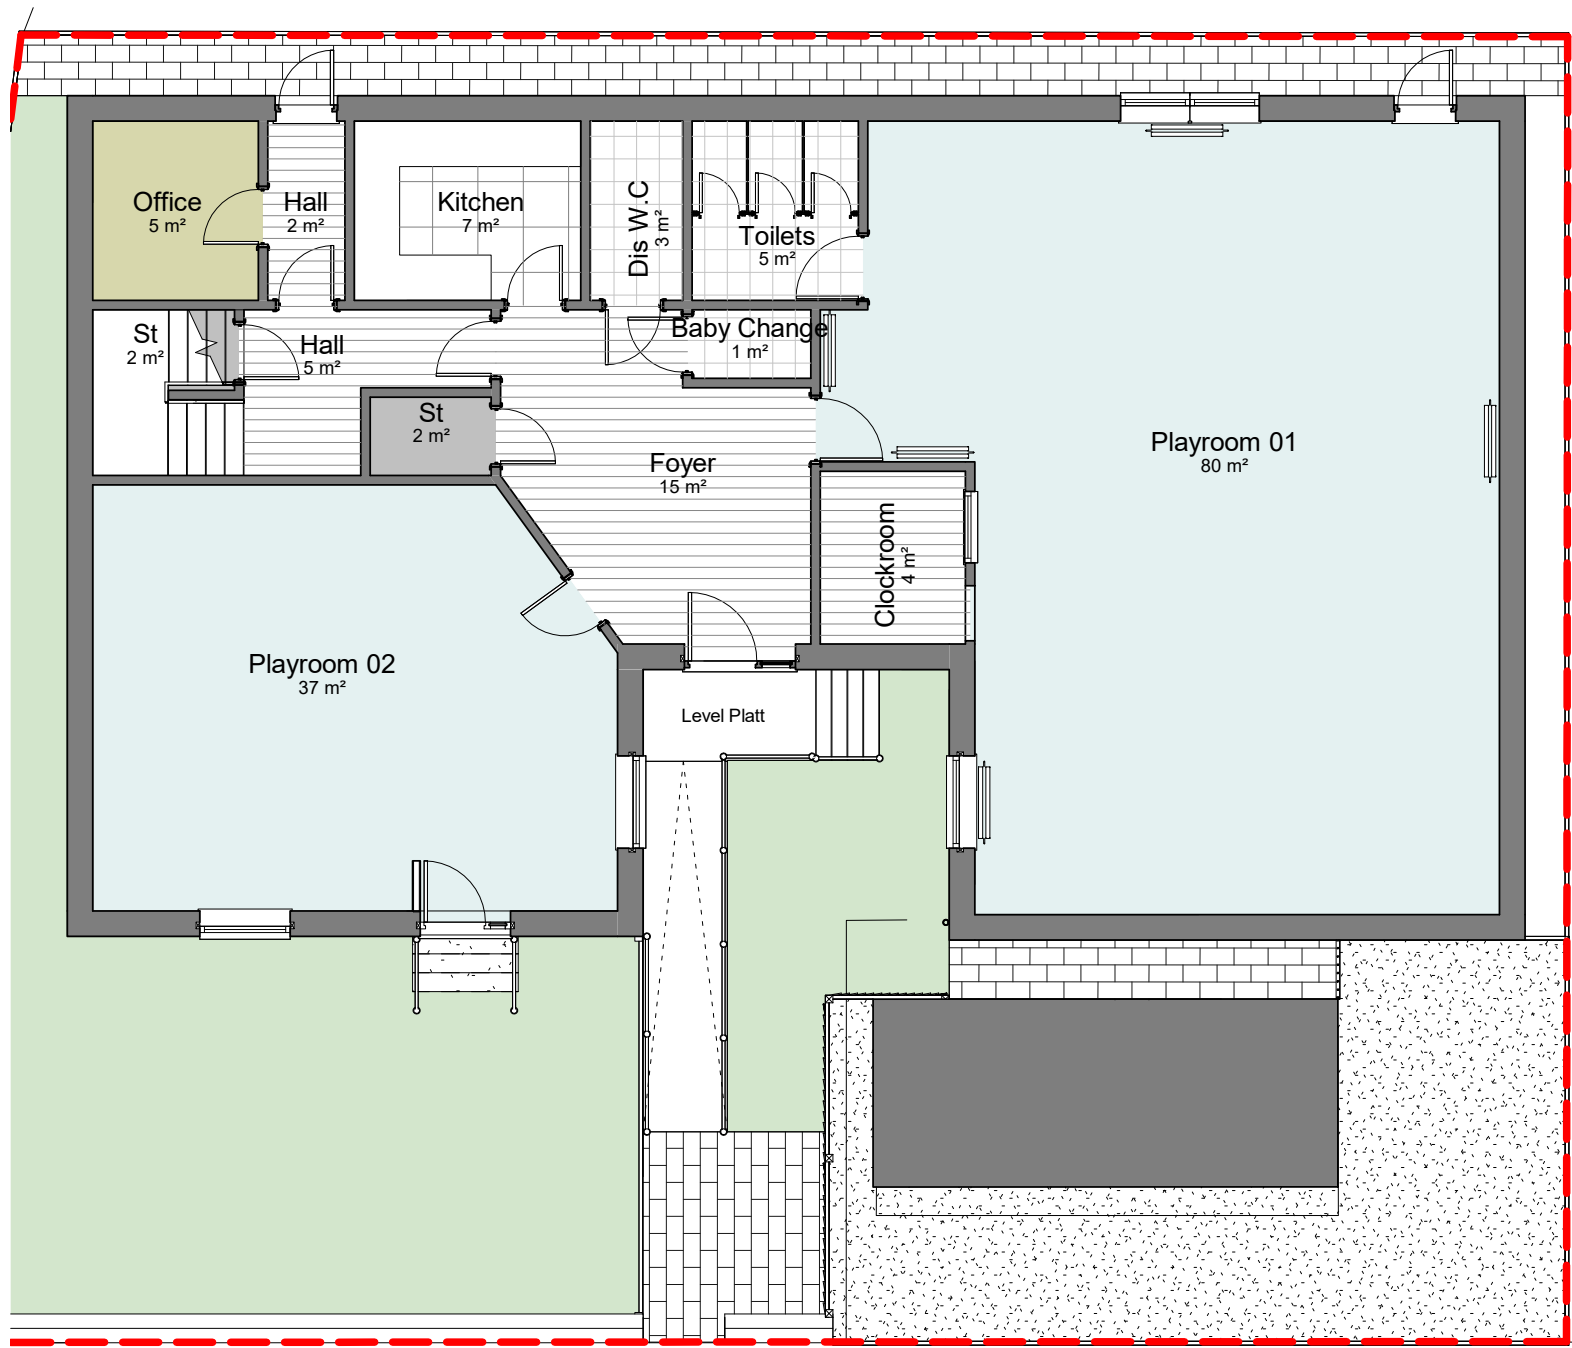 Office
5 m²
Hall
2 m²
Kitchen
7 m²
Dis W.C
3 m²
Toilets
5 m²
St
2 m²
Hall
5 m²
Baby Change
1 m²
St
2 m²
Foyer
15 m²
Playroom 01
80 m²
Clockroom
4 m²
Playroom 02
37 m²
Level Platt